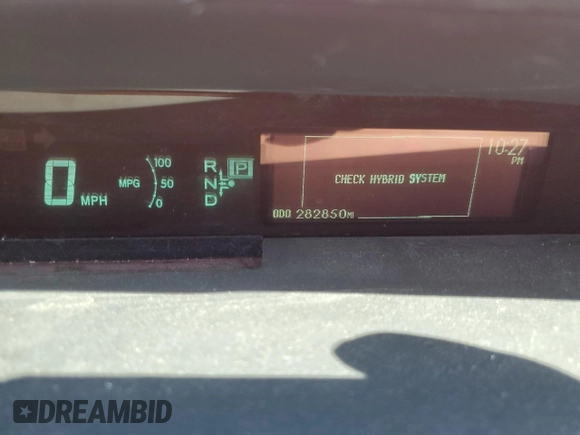 0 MPH
MPG
100
50
0
R
N
D
P
10:27
PM
CHECK HYBRID SYSTEM
ODO 282850MI
DREAMBID